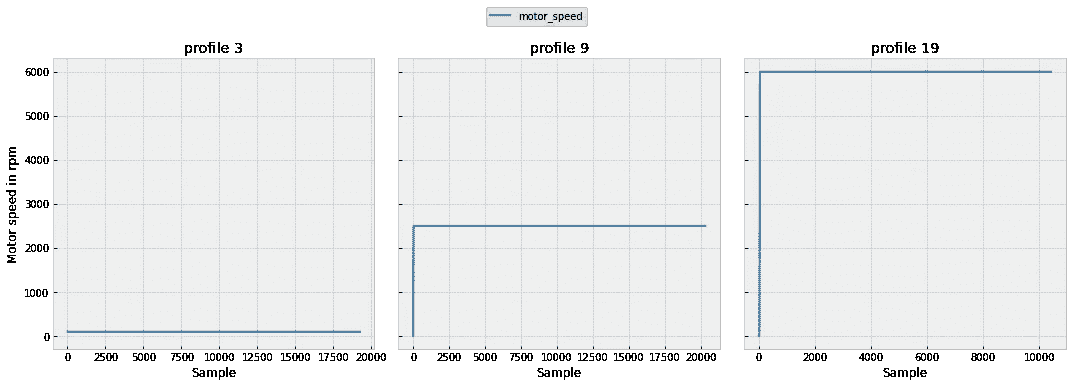 motor_speed
profile 3 profile 9 profile 19
6000
5000
4000
3000
2000
1000
0
Motor speed in rpm
0 2500 5000 7500 10000 12500 15000 17500 20000
0 2500 5000 7500 10000 12500 15000 17500 20000
0 2000 4000 6000 8000 10000
Sample Sample Sample